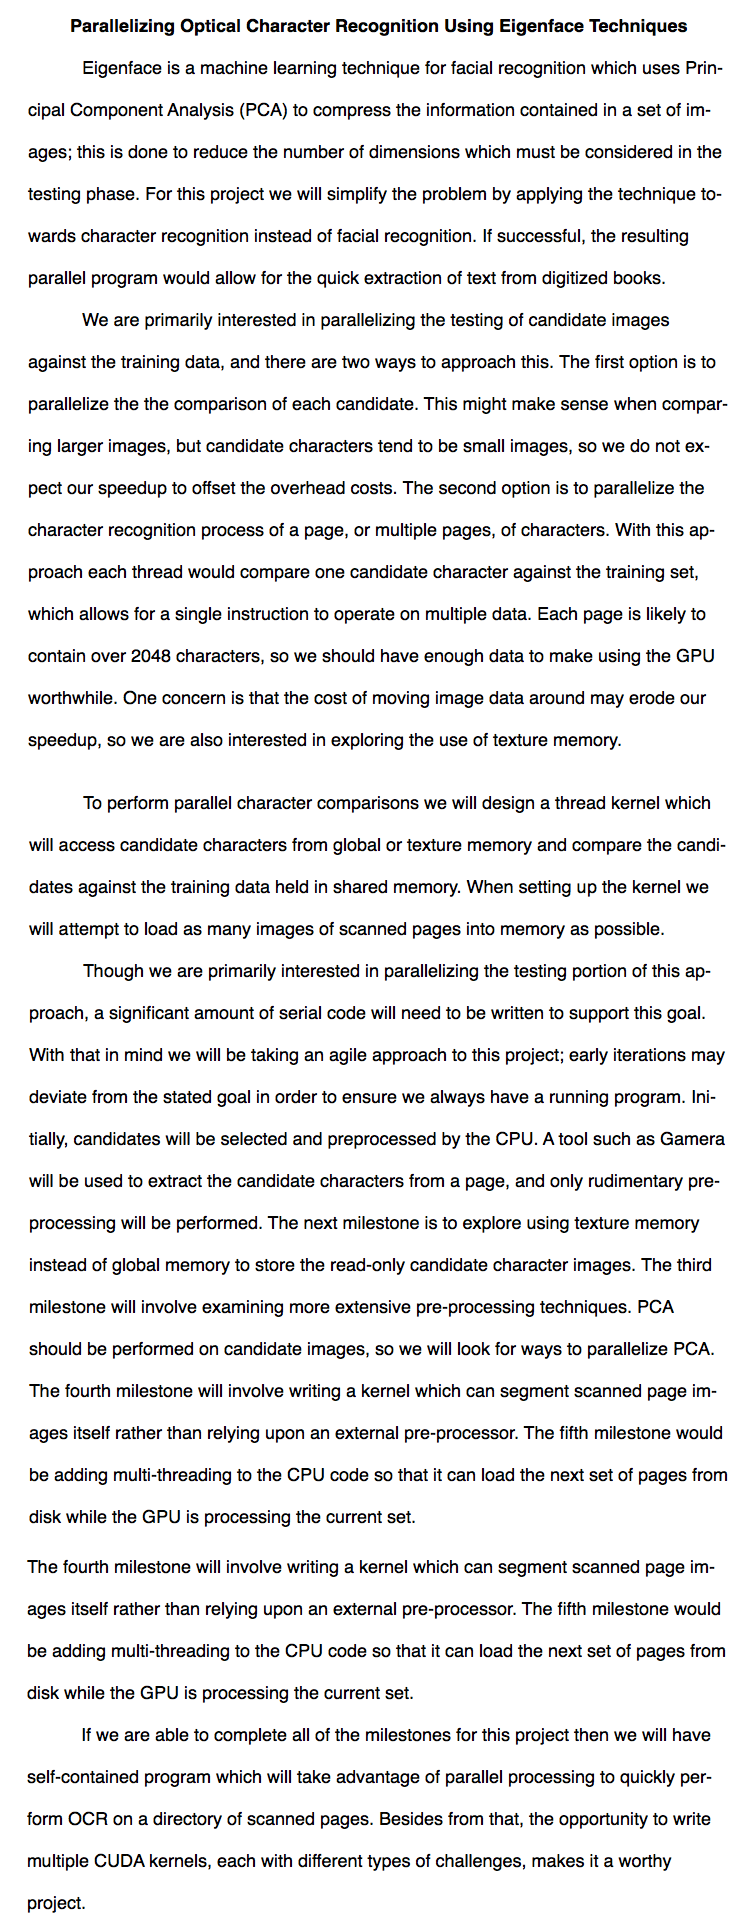 Parallelizing Optical Character Recognition Using Eigenface Techniques
Eigenface is a machine learning technique for facial recognition which uses Prin-
cipal Component Analysis (PCA) to compress the information contained in a set of im-
ages; this is done to reduce the number of dimensions which must be considered in the
testing phase. For this project we will simplify the problem by applying the technique to-
wards character recognition instead of facial recognition. If successful, the resulting
parallel program would allow for the quick extraction of text from digitized books.
We are primarily interested in parallelizing the testing of candidate images
against the training data, and there are two ways to approach this. The first option is to
parallelize the the comparison of each candidate. This might make sense when compar-
ing larger images, but candidate characters tend to be small images, so we do not ex-
pect our speedup to offset the overhead costs. The second option is to parallelize the
character recognition process of a page, or multiple pages, of characters. With this ap-
proach each thread would compare one candidate character against the training set,
which allows for a single instruction to operate on multiple data. Each page is likely to
contain over 2048 characters, so we should have enough data to make using the GPU
worthwhile. One concern is that the cost of moving image data around may erode our
speedup, so we are also interested in exploring the use of texture memory.
To perform parallel character comparisons we will design a thread kernel which
will access candidate characters from global or texture memory and compare the candi-
dates against the training data held in shared memory. When setting up the kernel we
will attempt to load as many images of scanned pages into memory as possible.
Though we are primarily interested in parallelizing the testing portion of this ap-
proach, a significant amount of serial code will need to be written to support this goal.
With that in mind we will be taking an agile approach to this project; early iterations may
deviate from the stated goal in order to ensure we always have a running program. Ini-
tially, candidates will be selected and preprocessed by the CPU. A tool such as Gamera
will be used to extract the candidate characters from a page, and only rudimentary pre-
processing will be performed. The next milestone is to explore using texture memory
instead of global memory to store the read-only candidate character images. The third
milestone will involve examining more extensive pre-processing techniques. PCA
should be performed on candidate images, so we will look for ways to parallelize PCA.
The fourth milestone will involve writing a kernel which can segment scanned page im-
ages itself rather than relying upon an external pre-processor. The fifth milestone would
be adding multi-threading to the CPU code so that it can load the next set of pages from
disk while the GPU is processing the current set.
The fourth milestone will involve writing a kernel which can segment scanned page im-
ages itself rather than relying upon an external pre-processor. The fifth milestone would
be adding multi-threading to the CPU code so that it can load the next set of pages from
disk while the GPU is processing the current set.
If we are able to complete all of the milestones for this project then we will have
self-contained program which will take advantage of parallel processing to quickly per-
form OCR on a directory of scanned pages. Besides from that, the opportunity to write
multiple CUDA kernels, each with different types of challenges, makes it a worthy
project.